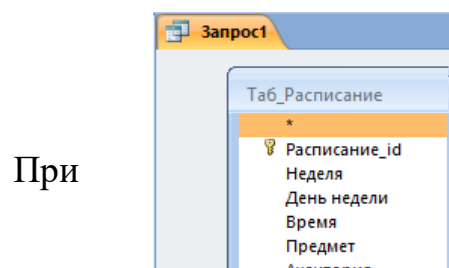 Запрос1
Таб_Расписание
*
Расписание_id
Неделя
День недели
При
Время
Предмет